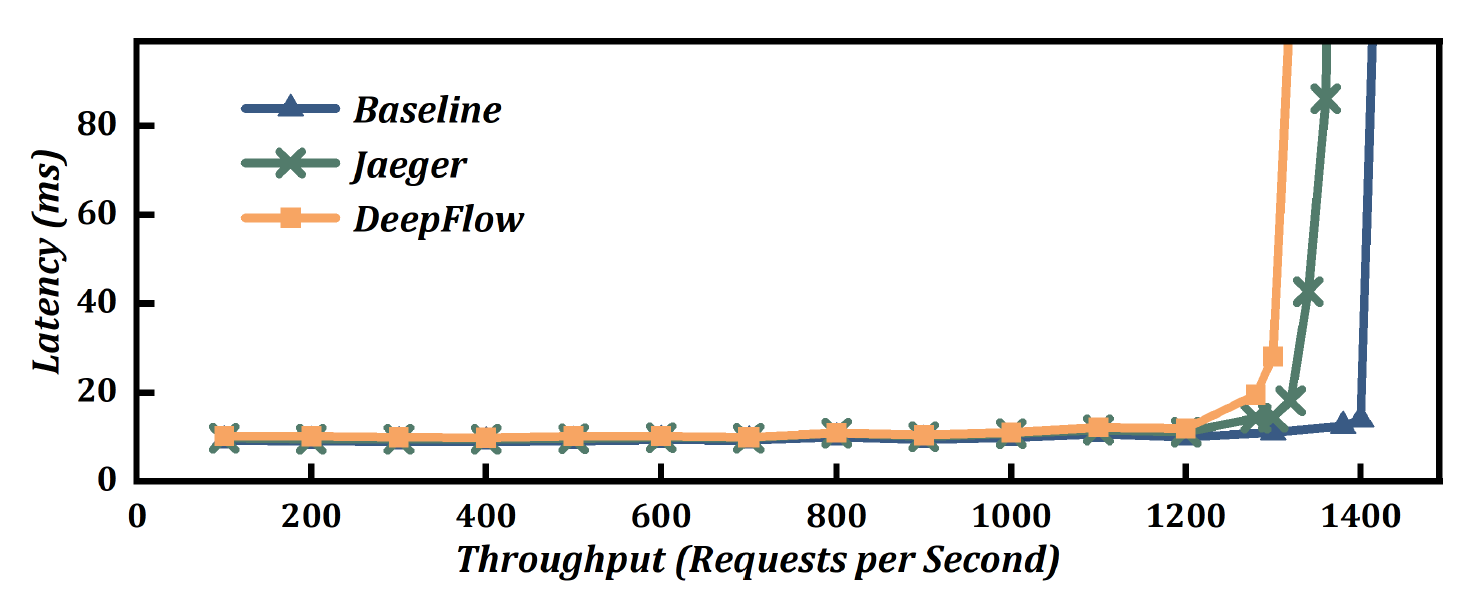 Baseline
Jaeger
DeepFlow
Latency (ms)
80
60
40
20
0
0 200 400 600 800 1000 1200 1400
Throughput (Requests per Second)